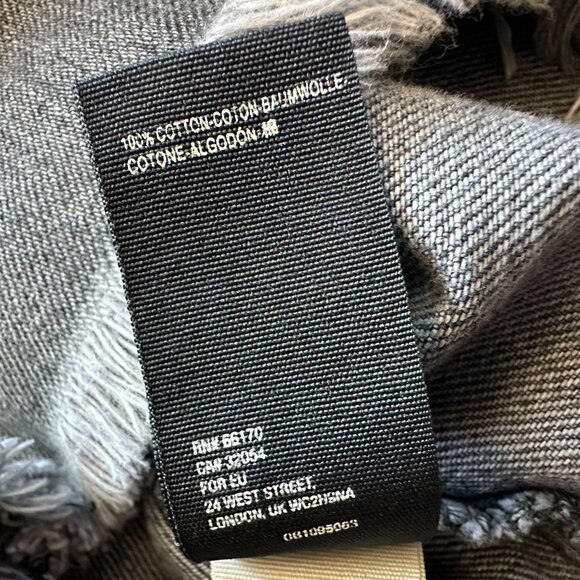 100% COTTON-COTON-BAUMWOLLE
COTONE-ALGODÓN-棉
RN# 66170
CA# 32054
FOR EU
24 WEST STREET,
LONDON, UK WC2H9NA
001095063